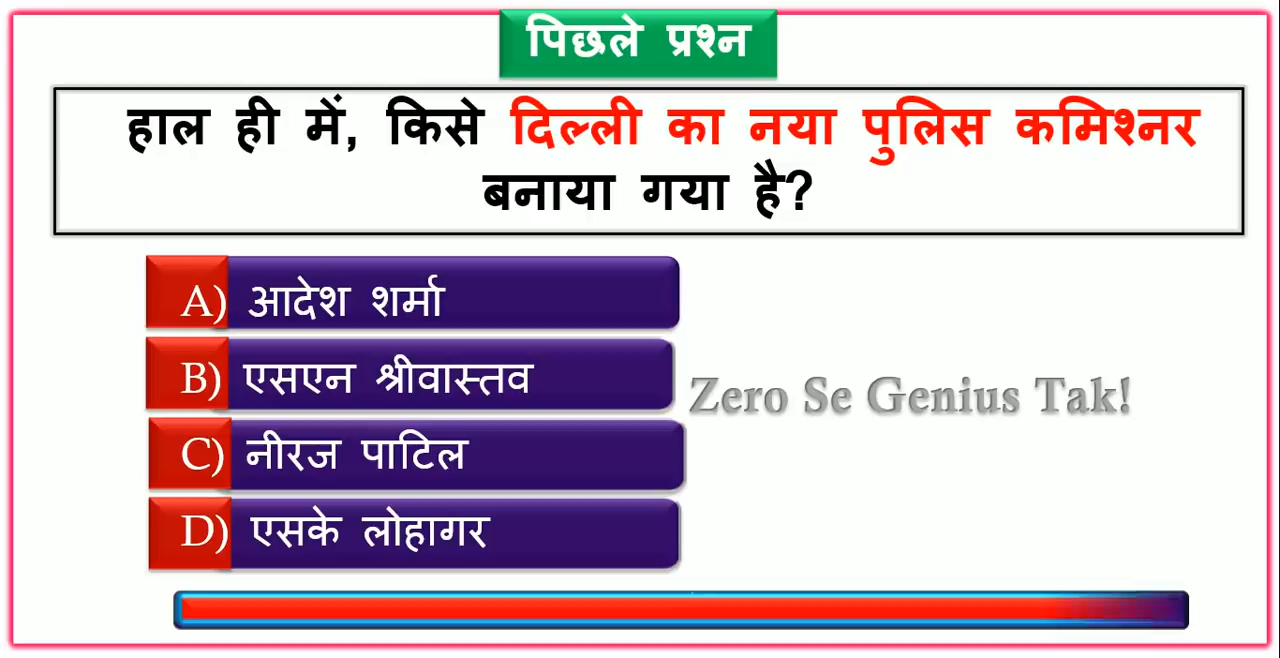 पिछले प्रश्न
हाल ही में, किसे दिल्ली का नया पुलिस कमिश्नर
बनाया गया है?
A) आदेश शर्मा
B) एसएन श्रीवास्तव
Zero Se Genius Tak!
C) नीरज पाटिल
D) एसके लोहागर